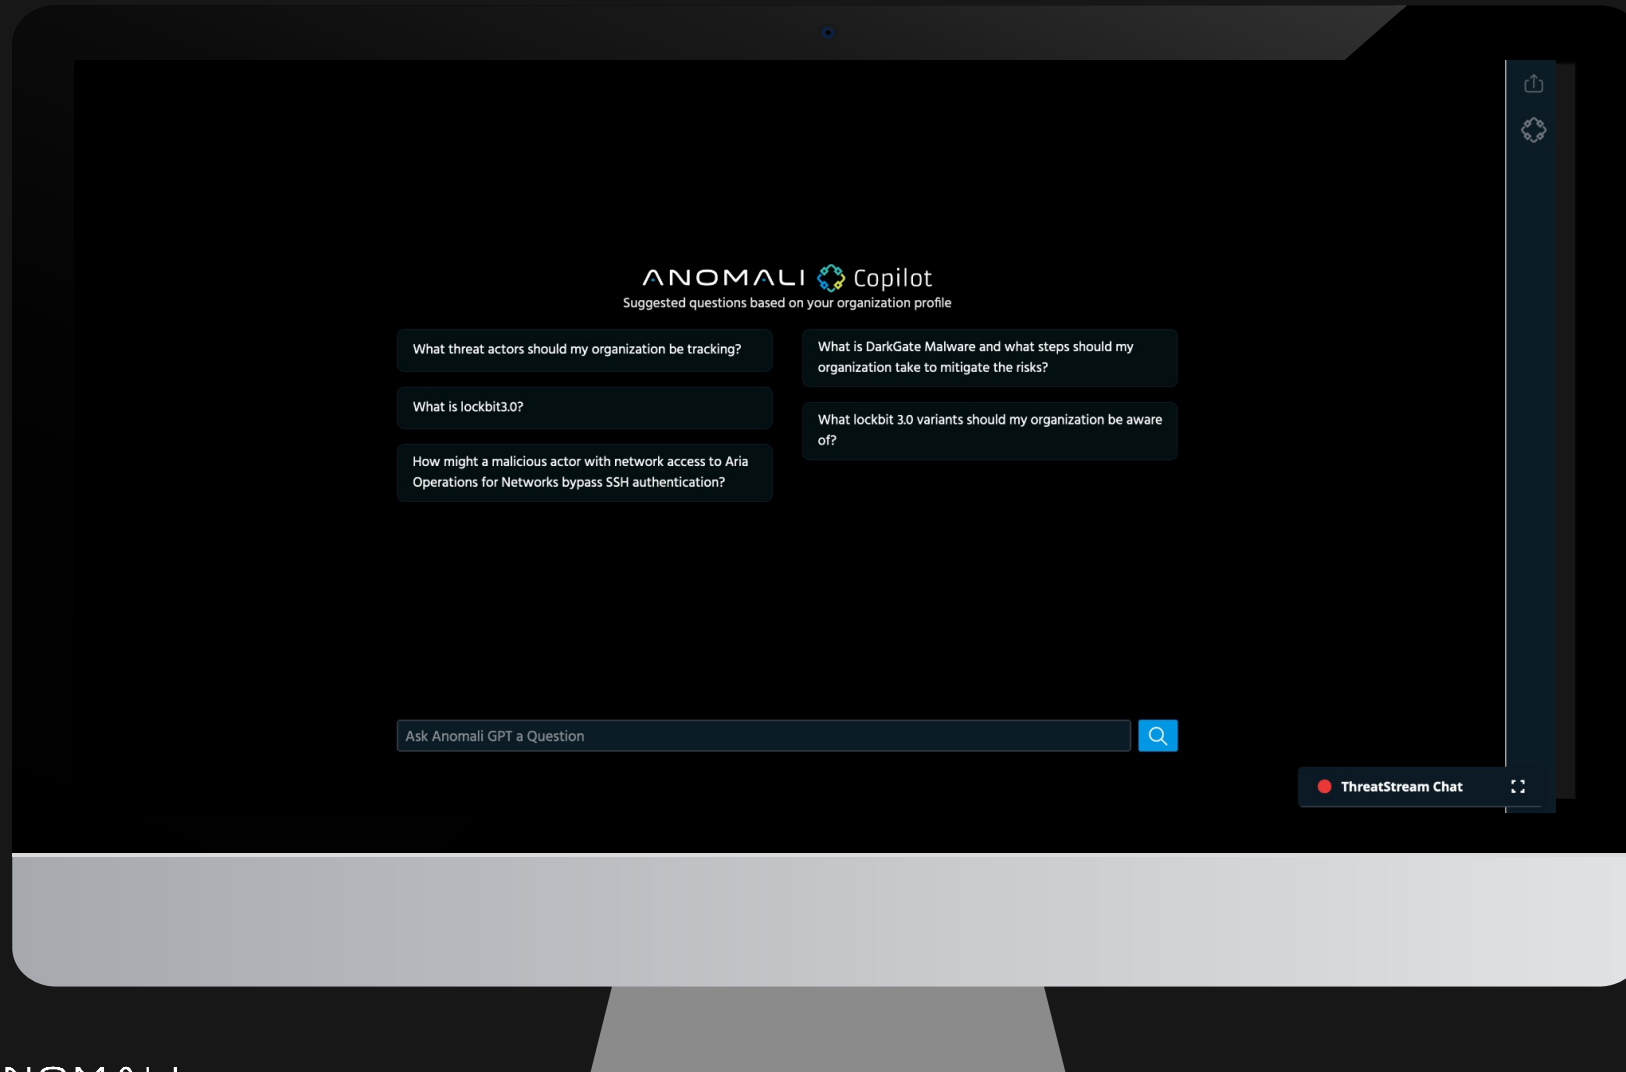 ANOMALI Copilot
Suggested questions based on your organization profile
What threat actors should my organization be tracking?
What is lockbit3.0?
How might a malicious actor with network access to Aria
Operations for Networks bypass SSH authentication?
What is DarkGate Malware and what steps should my
organization take to mitigate the risks?
What lockbit 3.0 variants should my organization be aware
of?
Ask Anomali GPT a Question
ThreatStream Chat